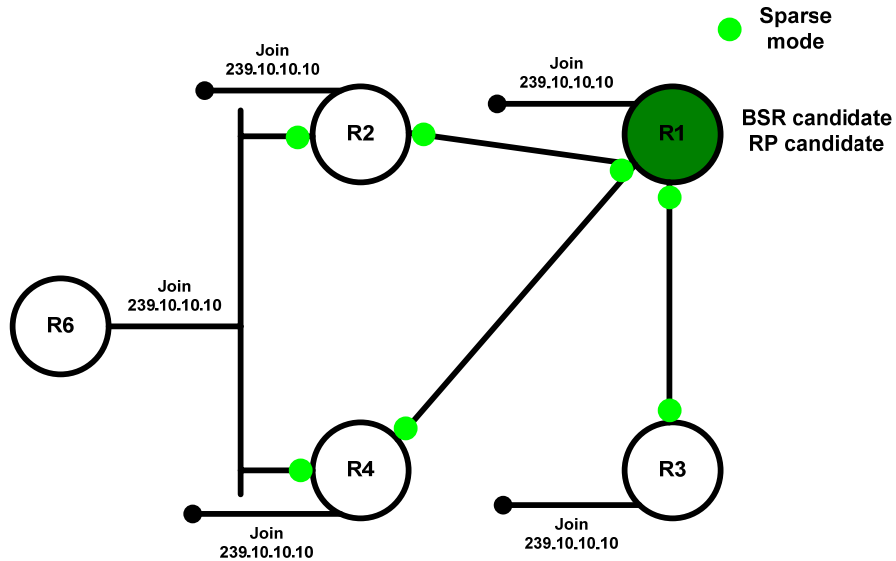 Sparse
mode
Join
239.10.10.10
Join
239.10.10.10
R2
R1
BSR candidate
RP candidate
Join
239.10.10.10
R6
R4
R3
Join
239.10.10.10
Join
239.10.10.10